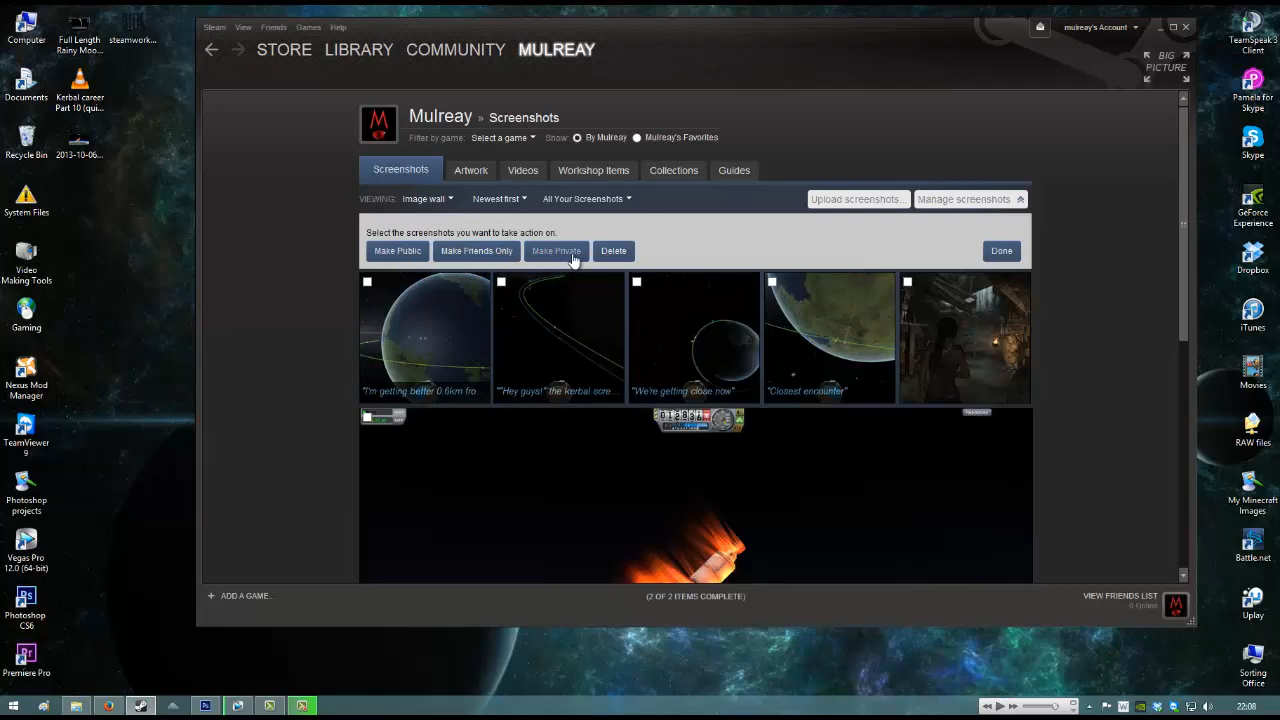 Steam View Friends Games Help
mulreay's Account
STORE LIBRARY COMMUNITY MULREAY
BIG
PICTURE
Mulreay » Screenshots
Filter by game: Select a game Show: By Mulreay Mulreay's Favorites
Screenshots Artwork Videos Workshop Items Collections Guides
VIEWING: Image wall Newest first All Your Screenshots Upload screenshots... Manage screenshots
Select the screenshots you want to take action on.
Make Public Make Friends Only Make Private Delete Done
"I'm getting better 0.6km fro... ""Hey guys!" the kerbal scre... "We're getting close now" "Closest encounter"
+ ADD A GAME... (2 OF 2 ITEMS COMPLETE) VIEW FRIENDS LIST
0 Online
Computer
Full Length
Rainy Moo...
steamwork...
Documents
Kerbal career
Part 10 (qui...
Recycle Bin
2013-10-06...
System Files
Video
Making Tools
Gaming
Nexus Mod
Manager
TeamViewer
9
Photoshop
projects
Vegas Pro
12.0 (64-bit)
Ps
Photoshop
CS6
Pr
Premiere Pro
TeamSpeak 3
Client
Pamela for
Skype
Skype
GeForce
Experience
Dropbox
iTunes
Movies
RAW files
My Minecraft
Images
Battle.net
Uplay
Sorting
Office
22:08